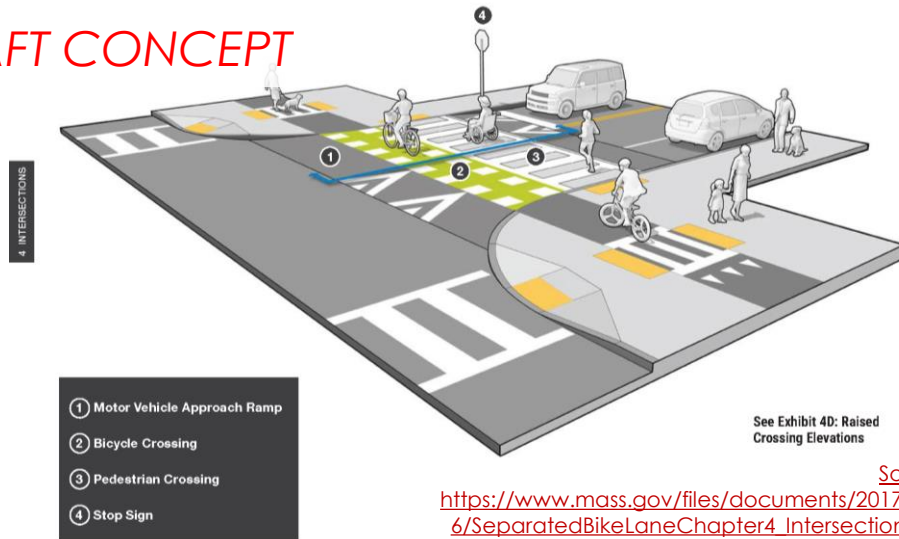 4
AFT CONCEPT
1
2
3
4 INTERSECTIONS
1 Motor Vehicle Approach Ramp
2 Bicycle Crossing
3 Pedestrian Crossing
4 Stop Sign
See Exhibit 4D: Raised
Crossing Elevations
https://www.mass.gov/files/documents/2017
6/SeparatedBikeLaneChapter4_Intersection